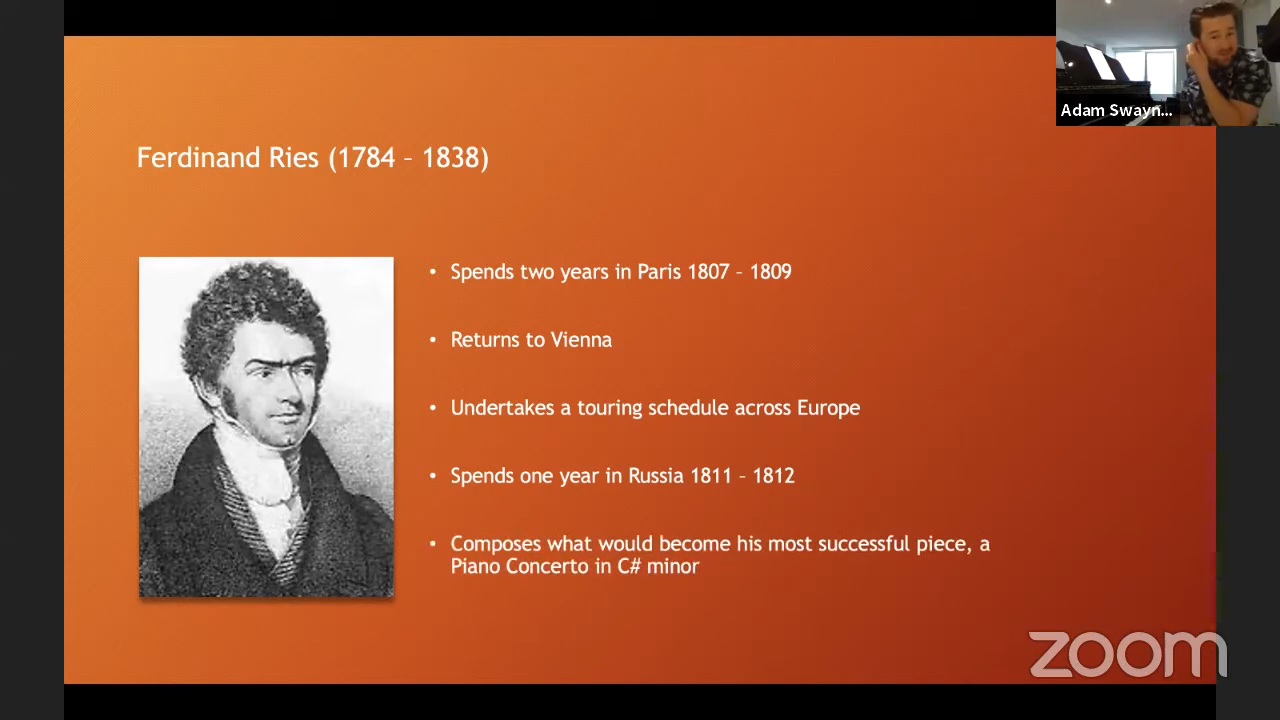 Adam Swayn...
Ferdinand Ries (1784 – 1838)
• Spends two years in Paris 1807 – 1809
• Returns to Vienna
• Undertakes a touring schedule across Europe
• Spends one year in Russia 1811 – 1812
• Composes what would become his most successful piece, a
Piano Concerto in C# minor
zoom